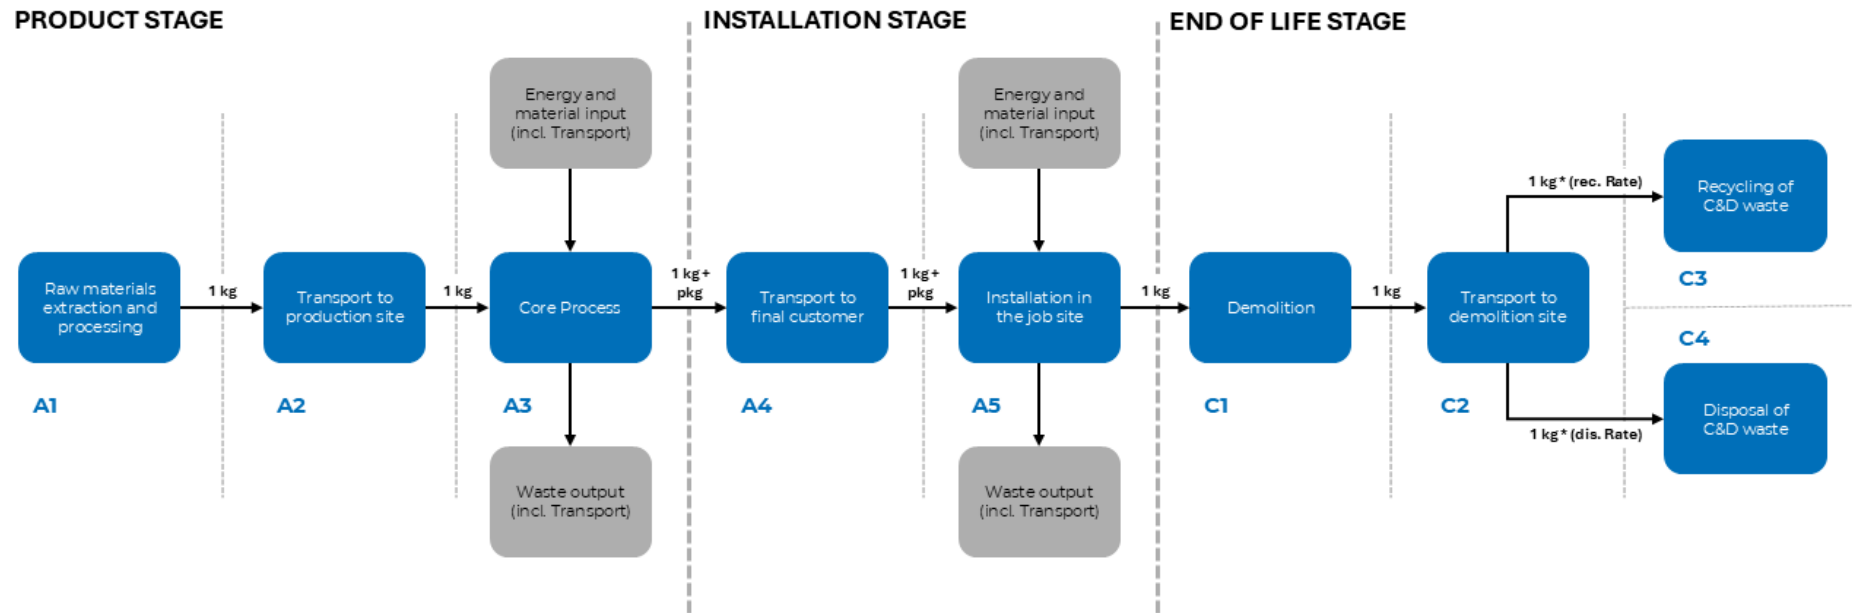 PRODUCT STAGE
INSTALLATION STAGE
END OF LIFE STAGE
Energy and
material input
(incl. Transport)
Energy and
material input
(incl. Transport)
1 kg * (rec. Rate)
Recycling of
C&D waste
C3
Raw materials
extraction and
processing
1 kg
Transport to
production site
1 kg
Core Process
1 kg +
pkg
Transport to
final customer
1 kg +
pkg
Installation in
the job site
1 kg
Demolition
1 kg
Transport to
demolition site
C4
A1
A2
A3
A4
A5
C1
C2
1 kg * (dis. Rate)
Disposal of
C&D waste
Waste output
(incl. Transport)
Waste output
(incl. Transport)